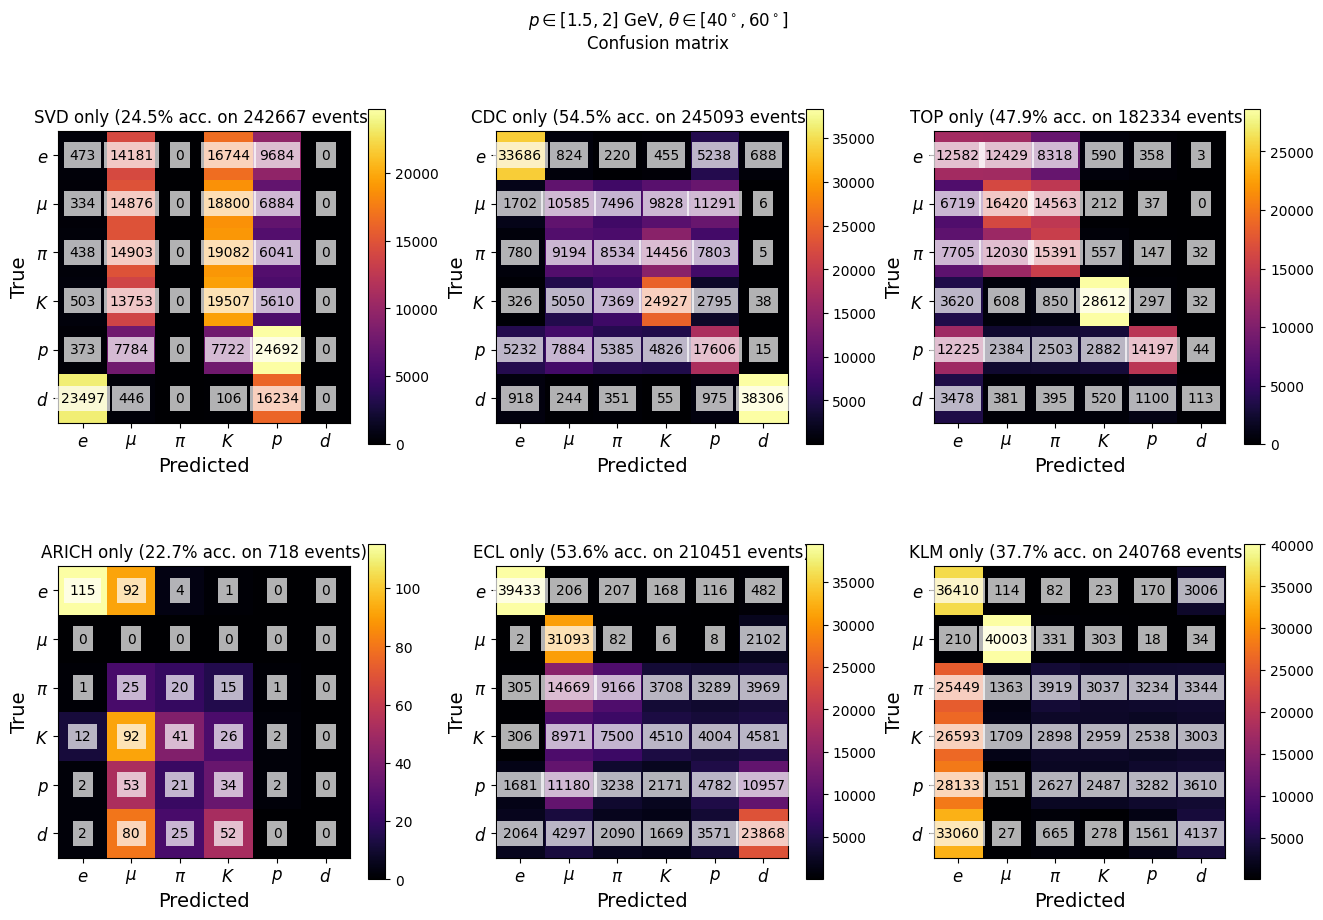 p ∈ [1.5, 2] GeV, θ ∈ [40°, 60°]
Confusion matrix
SVD only (24.5% acc. on 242667 events
True
e 473 14181 0 16744 9684 0
μ 334 14876 0 18800 6884 0
π 438 14903 0 19082 6041 0
K 503 13753 0 19507 5610 0
p 373 7784 0 7722 24692 0
d 23497 446 0 106 16234 0
e μ π K p d
Predicted
20000
15000
10000
5000
0
CDC only (54.5% acc. on 245093 events
True
e 33686 824 220 455 5238 688
μ 1702 10585 7496 9828 11291 6
π 780 9194 8534 14456 7803 5
K 326 5050 7369 24927 2795 38
p 5232 7884 5385 4826 17606 15
d 918 244 351 55 975 38306
e μ π K p d
Predicted
35000
30000
25000
20000
15000
10000
5000
TOP only (47.9% acc. on 182334 events
True
e 12582 12429 8318 590 358 3
μ 6719 16420 14563 212 37 0
π 7705 12030 15391 557 147 32
K 3620 608 850 28612 297 32
p 12225 2384 2503 2882 14197 44
d 3478 381 395 520 1100 113
e μ π K p d
Predicted
25000
20000
15000
10000
5000
0
ARICH only (22.7% acc. on 718 events)
True
e 115 92 4 1 0 0
μ 0 0 0 0 0 0
π 1 25 20 15 1 0
K 12 92 41 26 2 0
p 2 53 21 34 2 0
d 2 80 25 52 0 0
e μ π K p d
Predicted
100
80
60
40
20
0
ECL only (53.6% acc. on 210451 events)
True
e 39433 206 207 168 116 482
μ 2 31093 82 6 8 2102
π 305 14669 9166 3708 3289 3969
K 306 8971 7500 4510 4004 4581
p 1681 11180 3238 2171 4782 10957
d 2064 4297 2090 1669 3571 23868
e μ π K p d
Predicted
35000
30000
25000
20000
15000
10000
5000
KLM only (37.7% acc. on 240768 events
True
e 36410 114 82 23 170 3006
μ 210 40003 331 303 18 34
π 25449 1363 3919 3037 3234 3344
K 26593 1709 2898 2959 2538 3003
p 28133 151 2627 2487 3282 3610
d 33060 27 665 278 1561 4137
e μ π K p d
Predicted
40000
35000
30000
25000
20000
15000
10000
5000